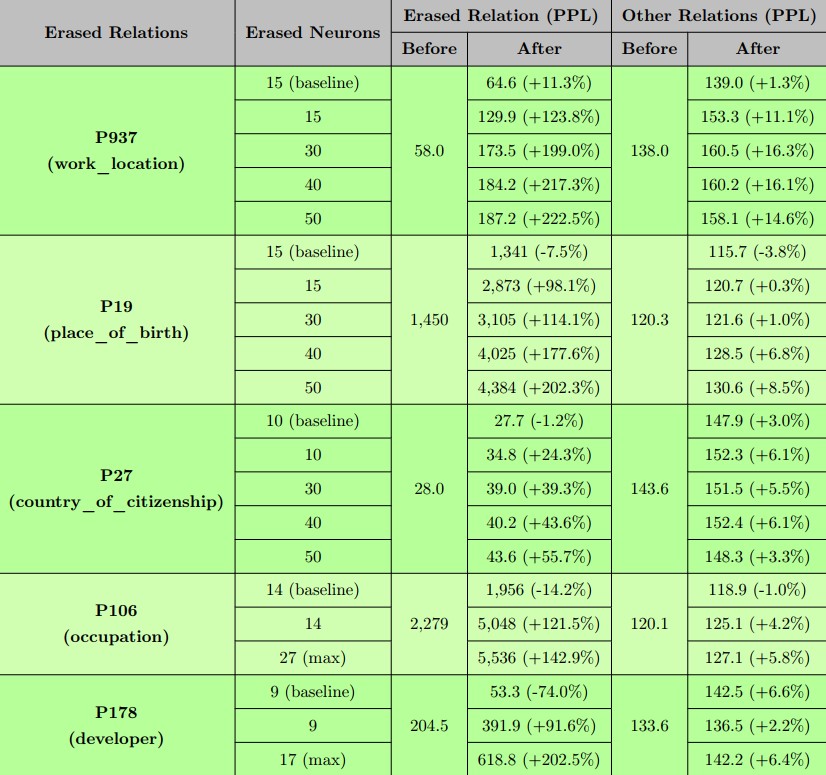 Erased Relations Erased Neurons Erased Relation (PPL) Other Relations (PPL)
Before After Before After
P937 (work_location) 58.0 138.0
15 (baseline) 64.6 (+11.3%) 139.0 (+1.3%)
15 129.9 (+123.8%) 153.3 (+11.1%)
30 173.5 (+199.0%) 160.5 (+16.3%)
40 184.2 (+217.3%) 160.2 (+16.1%)
50 187.2 (+222.5%) 158.1 (+14.6%)
P19 (place_of_birth) 1,450 120.3
15 (baseline) 1,341 (-7.5%) 115.7 (-3.8%)
15 2,873 (+98.1%) 120.7 (+0.3%)
30 3,105 (+114.1%) 121.6 (+1.0%)
40 4,025 (+177.6%) 128.5 (+6.8%)
50 4,384 (+202.3%) 130.6 (+8.5%)
P27 (country_of_citizenship) 28.0 143.6
10 (baseline) 27.7 (-1.2%) 147.9 (+3.0%)
10 34.8 (+24.3%) 152.3 (+6.1%)
30 39.0 (+39.3%) 151.5 (+5.5%)
40 40.2 (+43.6%) 152.4 (+6.1%)
50 43.6 (+55.7%) 148.3 (+3.3%)
P106 (occupation) 2,279 120.1
14 (baseline) 1,956 (-14.2%) 118.9 (-1.0%)
14 5,048 (+121.5%) 125.1 (+4.2%)
27 (max) 5,536 (+142.9%) 127.1 (+5.8%)
P178 (developer) 204.5 133.6
9 (baseline) 53.3 (-74.0%) 142.5 (+6.6%)
9 391.9 (+91.6%) 136.5 (+2.2%)
17 (max) 618.8 (+202.5%) 142.2 (+6.4%)